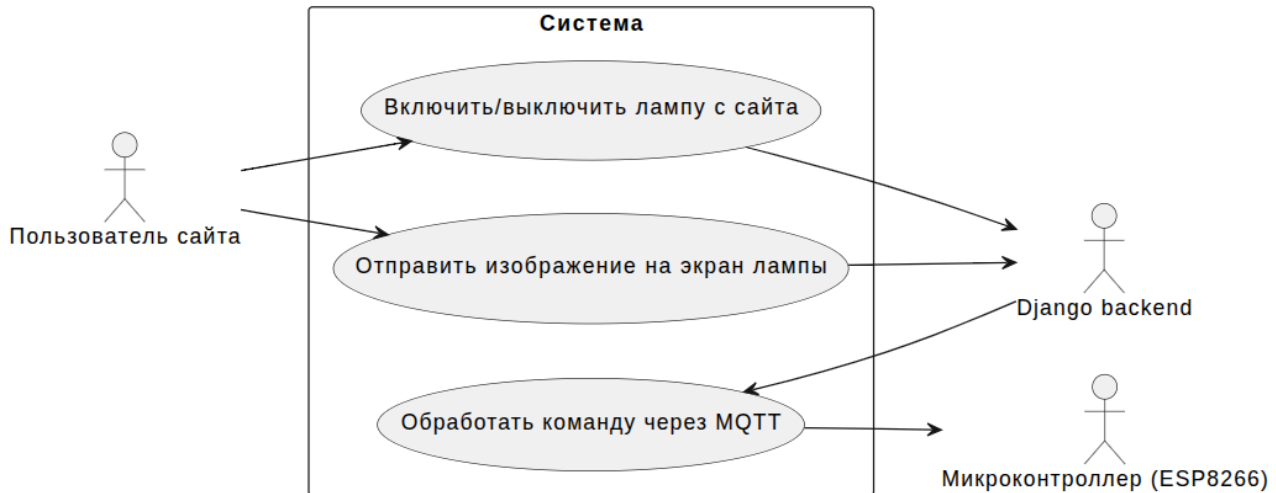 Система
Включить/выключить лампу с сайта
Пользователь сайта
Отправить изображение на экран лампы
Django backend
Обработать команду через MQTT
Микроконтроллер (ESP8266)